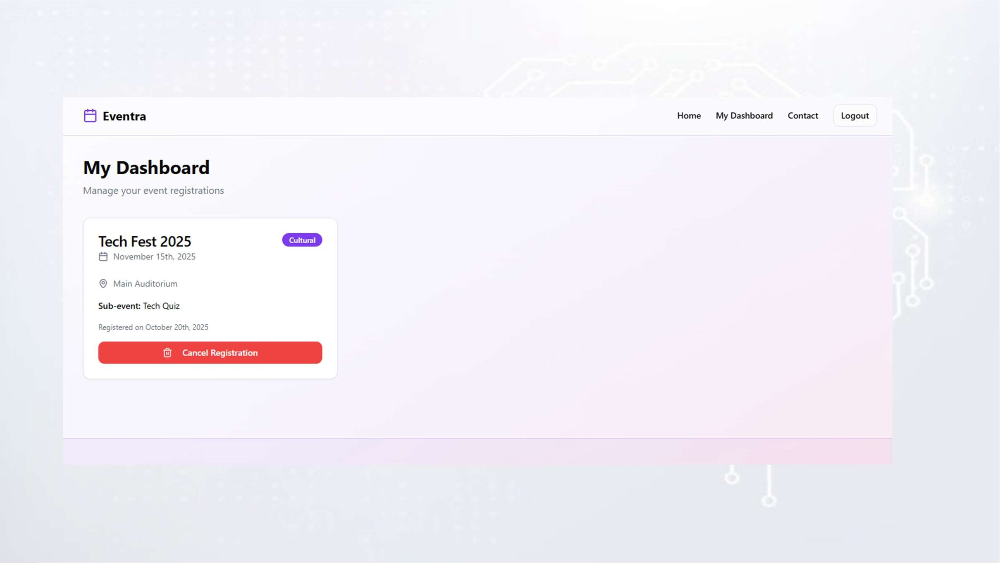 Eventra
Home My Dashboard Contact Logout
My Dashboard
Manage your event registrations
Tech Fest 2025 Cultural
November 15th, 2025
Main Auditorium
Sub-event: Tech Quiz
Registered on October 20th, 2025
Cancel Registration